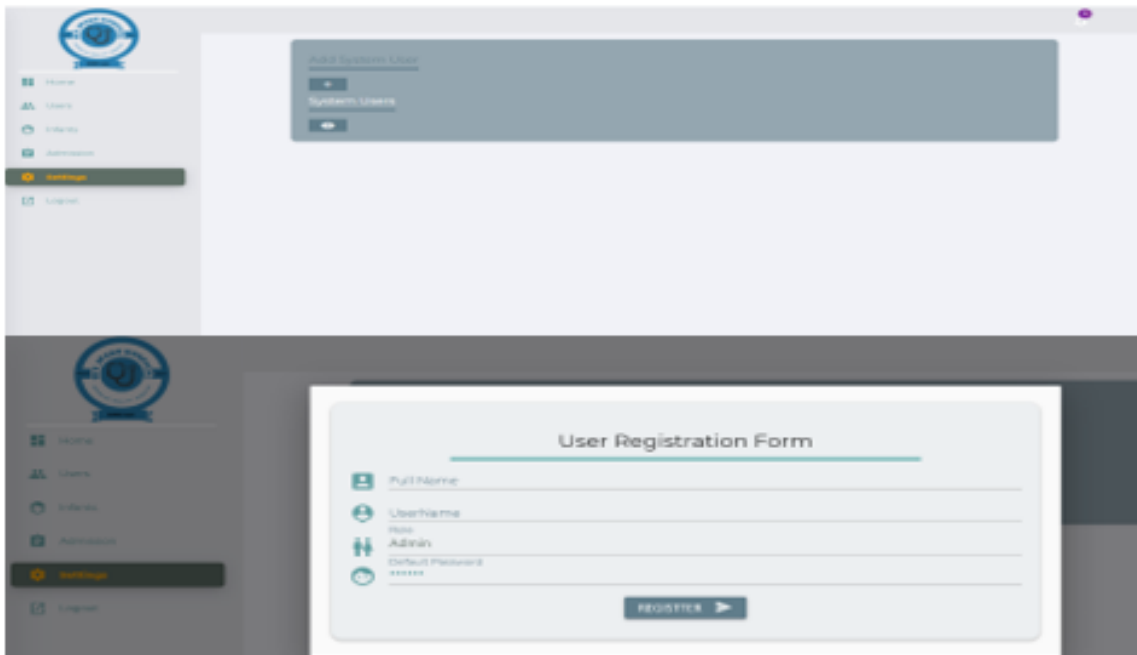 Add System User
System Users
Home
Users
Infants
Admission
Settings
Logout
Home
Users
Infants
Admission
Settings
Logout
User Registration Form
Full Name
UserName
Role
Admin
Default Password
••••••
REGISTER